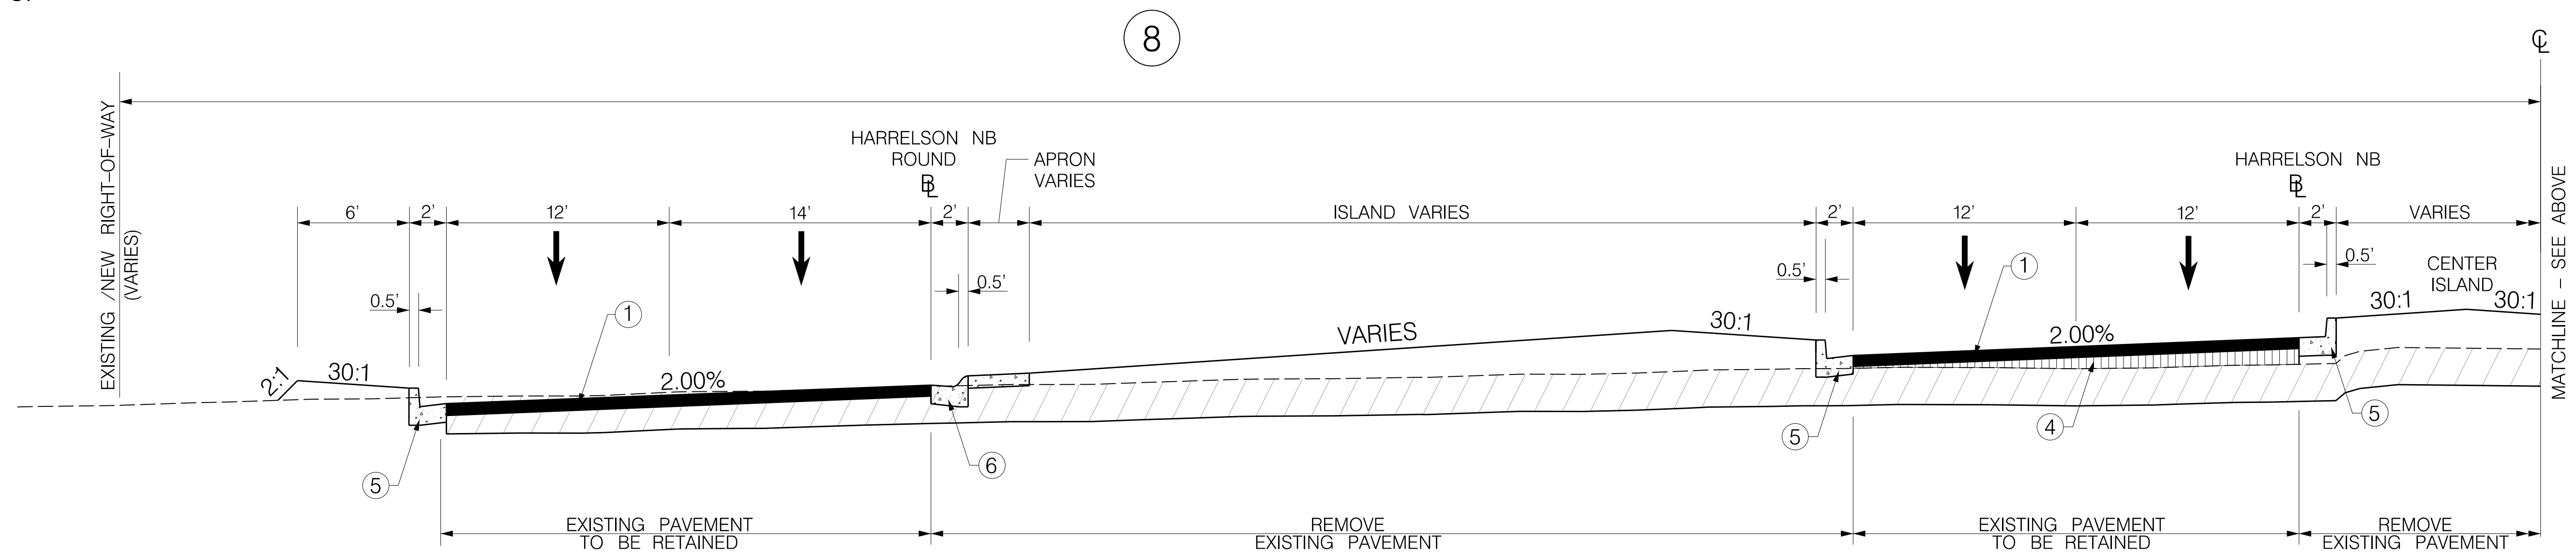 8
CL
EXISTING /NEW RIGHT-OF-WAY
(VARIES)
HARRELSON NB
ROUND
BL
APRON
VARIES
HARRELSON NB
BL
MATCHLINE - SEE ABOVE
6'
2'
12'
14'
2'
ISLAND VARIES
2'
12'
12'
2'
VARIES
0.5'
0.5'
0.5'
0.5'
CENTER
ISLAND
1
1
2:1
30:1
2.00%
VARIES
30:1
2.00%
30:1
30:1
5
6
5
4
5
EXISTING PAVEMENT
TO BE RETAINED
REMOVE
EXISTING PAVEMENT
EXISTING PAVEMENT
TO BE RETAINED
REMOVE
EXISTING PAVEMENT